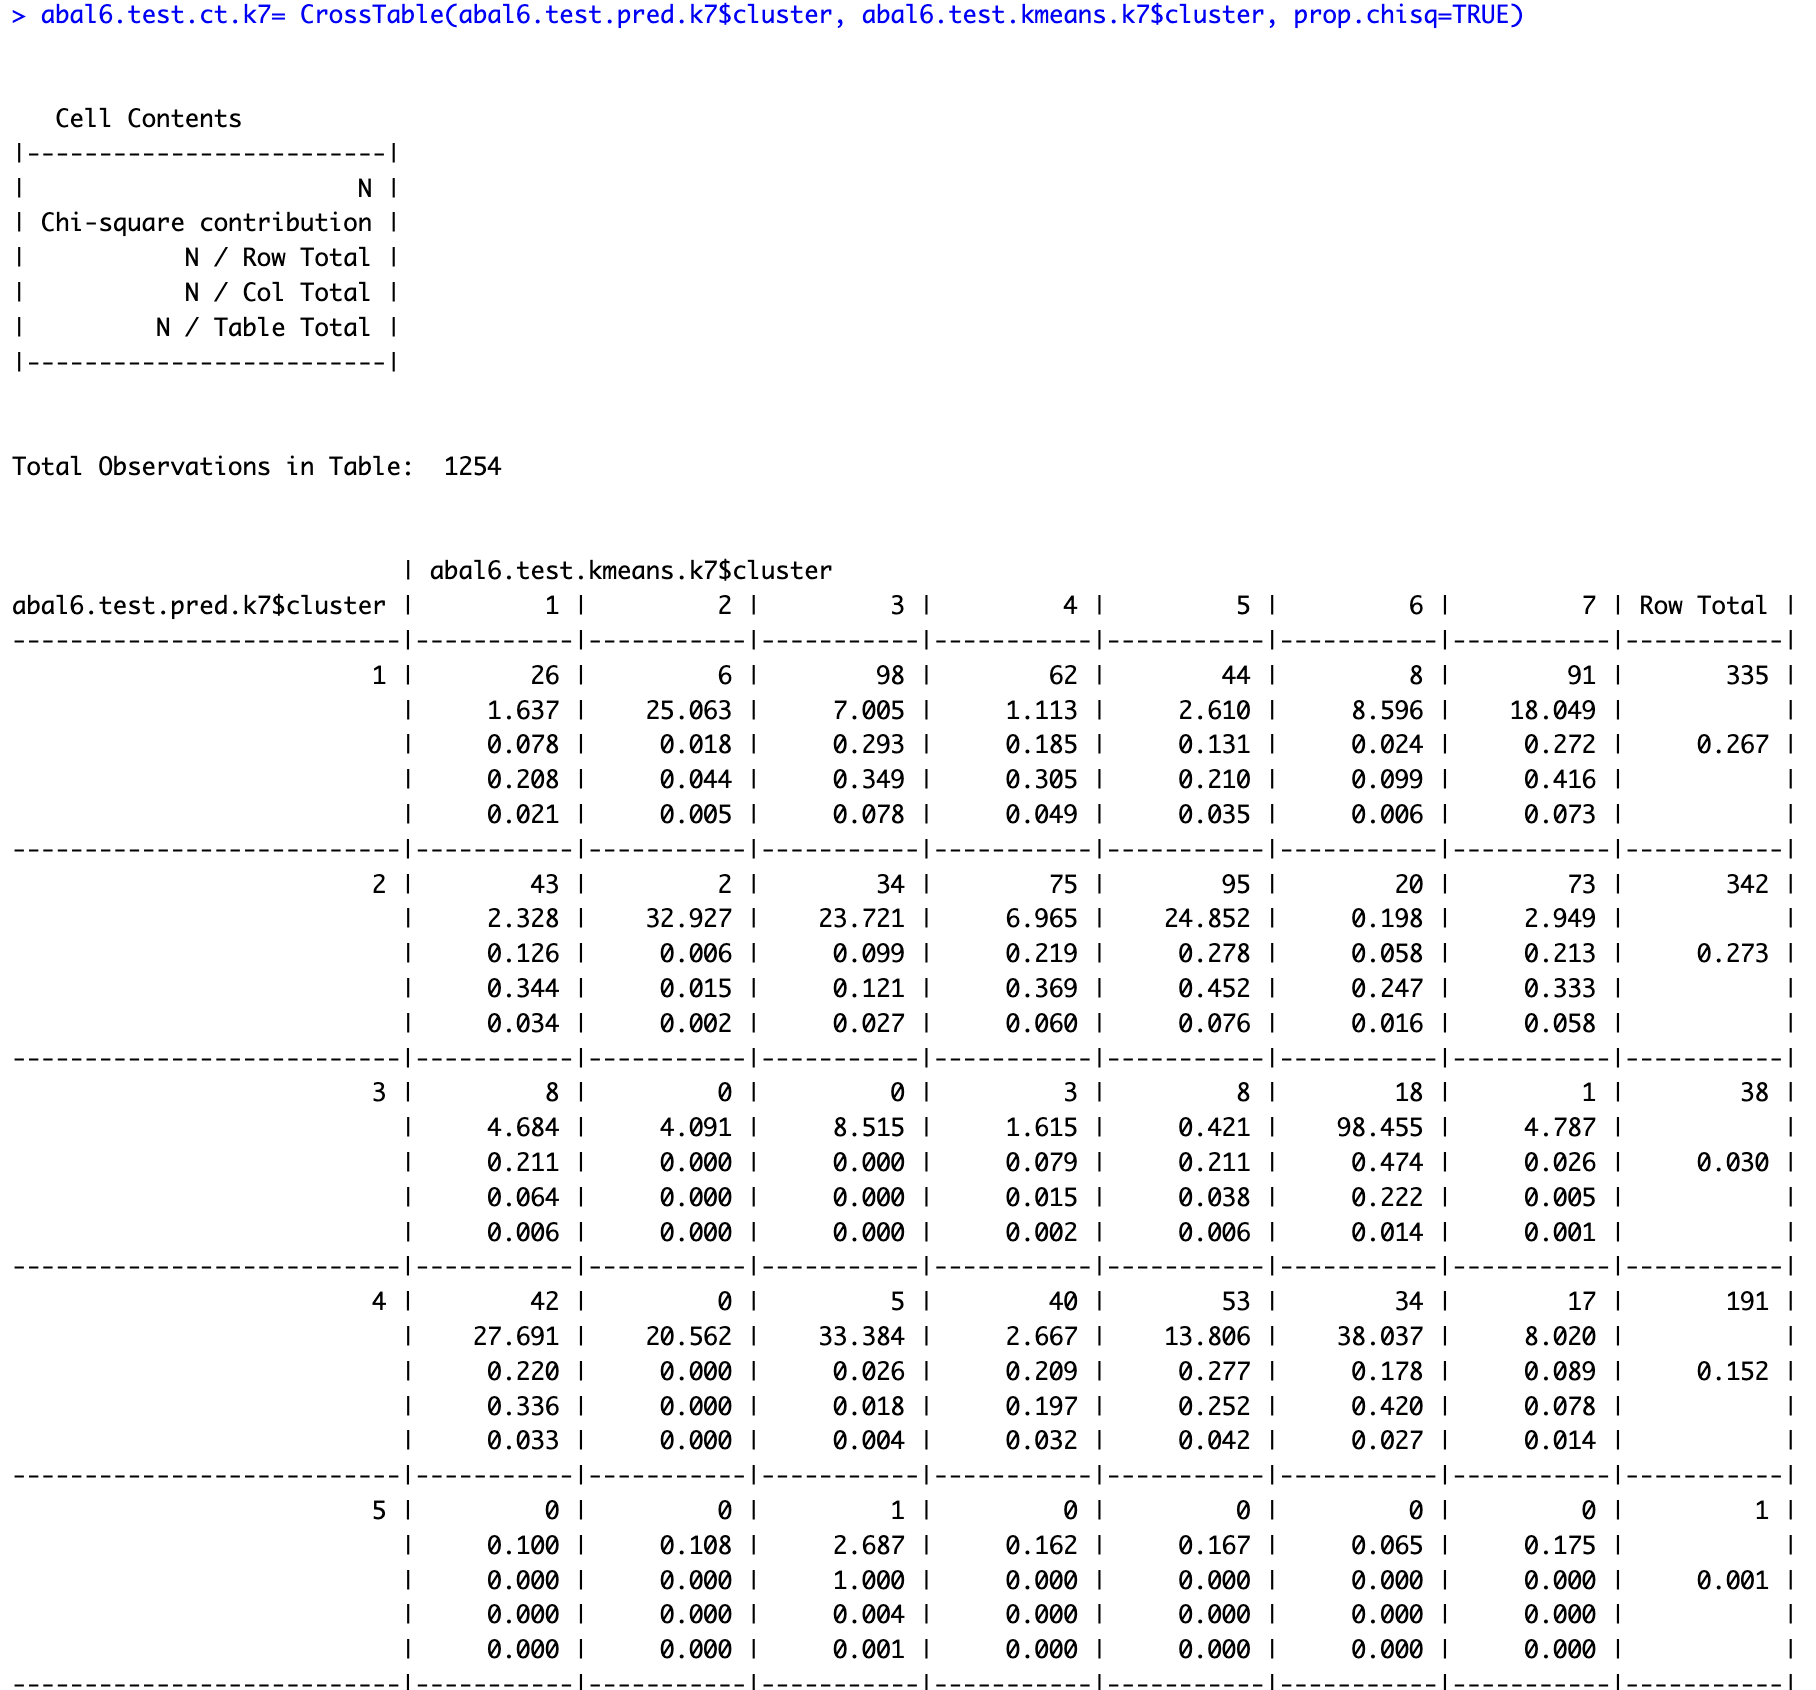 > abal6.test.ct.k7= CrossTable(abal6.test.pred.k7$cluster, abal6.test.kmeans.k7$cluster, prop.chisq=TRUE)
   Cell Contents
|-------------------------|
|                       N |
| Chi-square contribution |
|           N / Row Total |
|           N / Col Total |
|         N / Table Total |
|-------------------------|
Total Observations in Table:  1254
                           | abal6.test.kmeans.k7$cluster
abal6.test.pred.k7$cluster |         1 |         2 |         3 |         4 |         5 |         6 |         7 | Row Total |
---------------------------|-----------|-----------|-----------|-----------|-----------|-----------|-----------|-----------|
                         1 |        26 |         6 |        98 |        62 |        44 |         8 |        91 |       335 |
                           |     1.637 |    25.063 |     7.005 |     1.113 |     2.610 |     8.596 |    18.049 |           |
                           |     0.078 |     0.018 |     0.293 |     0.185 |     0.131 |     0.024 |     0.272 |     0.267 |
                           |     0.208 |     0.044 |     0.349 |     0.305 |     0.210 |     0.099 |     0.416 |           |
                           |     0.021 |     0.005 |     0.078 |     0.049 |     0.035 |     0.006 |     0.073 |           |
---------------------------|-----------|-----------|-----------|-----------|-----------|-----------|-----------|-----------|
                         2 |        43 |         2 |        34 |        75 |        95 |        20 |        73 |       342 |
                           |     2.328 |    32.927 |    23.721 |     6.965 |    24.852 |     0.198 |     2.949 |           |
                           |     0.126 |     0.006 |     0.099 |     0.219 |     0.278 |     0.058 |     0.213 |     0.273 |
                           |     0.344 |     0.015 |     0.121 |     0.369 |     0.452 |     0.247 |     0.333 |           |
                           |     0.034 |     0.002 |     0.027 |     0.060 |     0.076 |     0.016 |     0.058 |           |
---------------------------|-----------|-----------|-----------|-----------|-----------|-----------|-----------|-----------|
                         3 |         8 |         0 |         0 |         3 |         8 |        18 |         1 |        38 |
                           |     4.684 |     4.091 |     8.515 |     1.615 |     0.421 |    98.455 |     4.787 |           |
                           |     0.211 |     0.000 |     0.000 |     0.079 |     0.211 |     0.474 |     0.026 |     0.030 |
                           |     0.064 |     0.000 |     0.000 |     0.015 |     0.038 |     0.222 |     0.005 |           |
                           |     0.006 |     0.000 |     0.000 |     0.002 |     0.006 |     0.014 |     0.001 |           |
---------------------------|-----------|-----------|-----------|-----------|-----------|-----------|-----------|-----------|
                         4 |        42 |         0 |         5 |        40 |        53 |        34 |        17 |       191 |
                           |    27.691 |    20.562 |    33.384 |     2.667 |    13.806 |    38.037 |     8.020 |           |
                           |     0.220 |     0.000 |     0.026 |     0.209 |     0.277 |     0.178 |     0.089 |     0.152 |
                           |     0.336 |     0.000 |     0.018 |     0.197 |     0.252 |     0.420 |     0.078 |           |
                           |     0.033 |     0.000 |     0.004 |     0.032 |     0.042 |     0.027 |     0.014 |           |
---------------------------|-----------|-----------|-----------|-----------|-----------|-----------|-----------|-----------|
                         5 |         0 |         0 |         1 |         0 |         0 |         0 |         0 |         1 |
                           |     0.100 |     0.108 |     2.687 |     0.162 |     0.167 |     0.065 |     0.175 |           |
                           |     0.000 |     0.000 |     1.000 |     0.000 |     0.000 |     0.000 |     0.000 |     0.001 |
                           |     0.000 |     0.000 |     0.004 |     0.000 |     0.000 |     0.000 |     0.000 |           |
                           |     0.000 |     0.000 |     0.001 |     0.000 |     0.000 |     0.000 |     0.000 |           |
---------------------------|-----------|-----------|-----------|-----------|-----------|-----------|-----------|-----------|